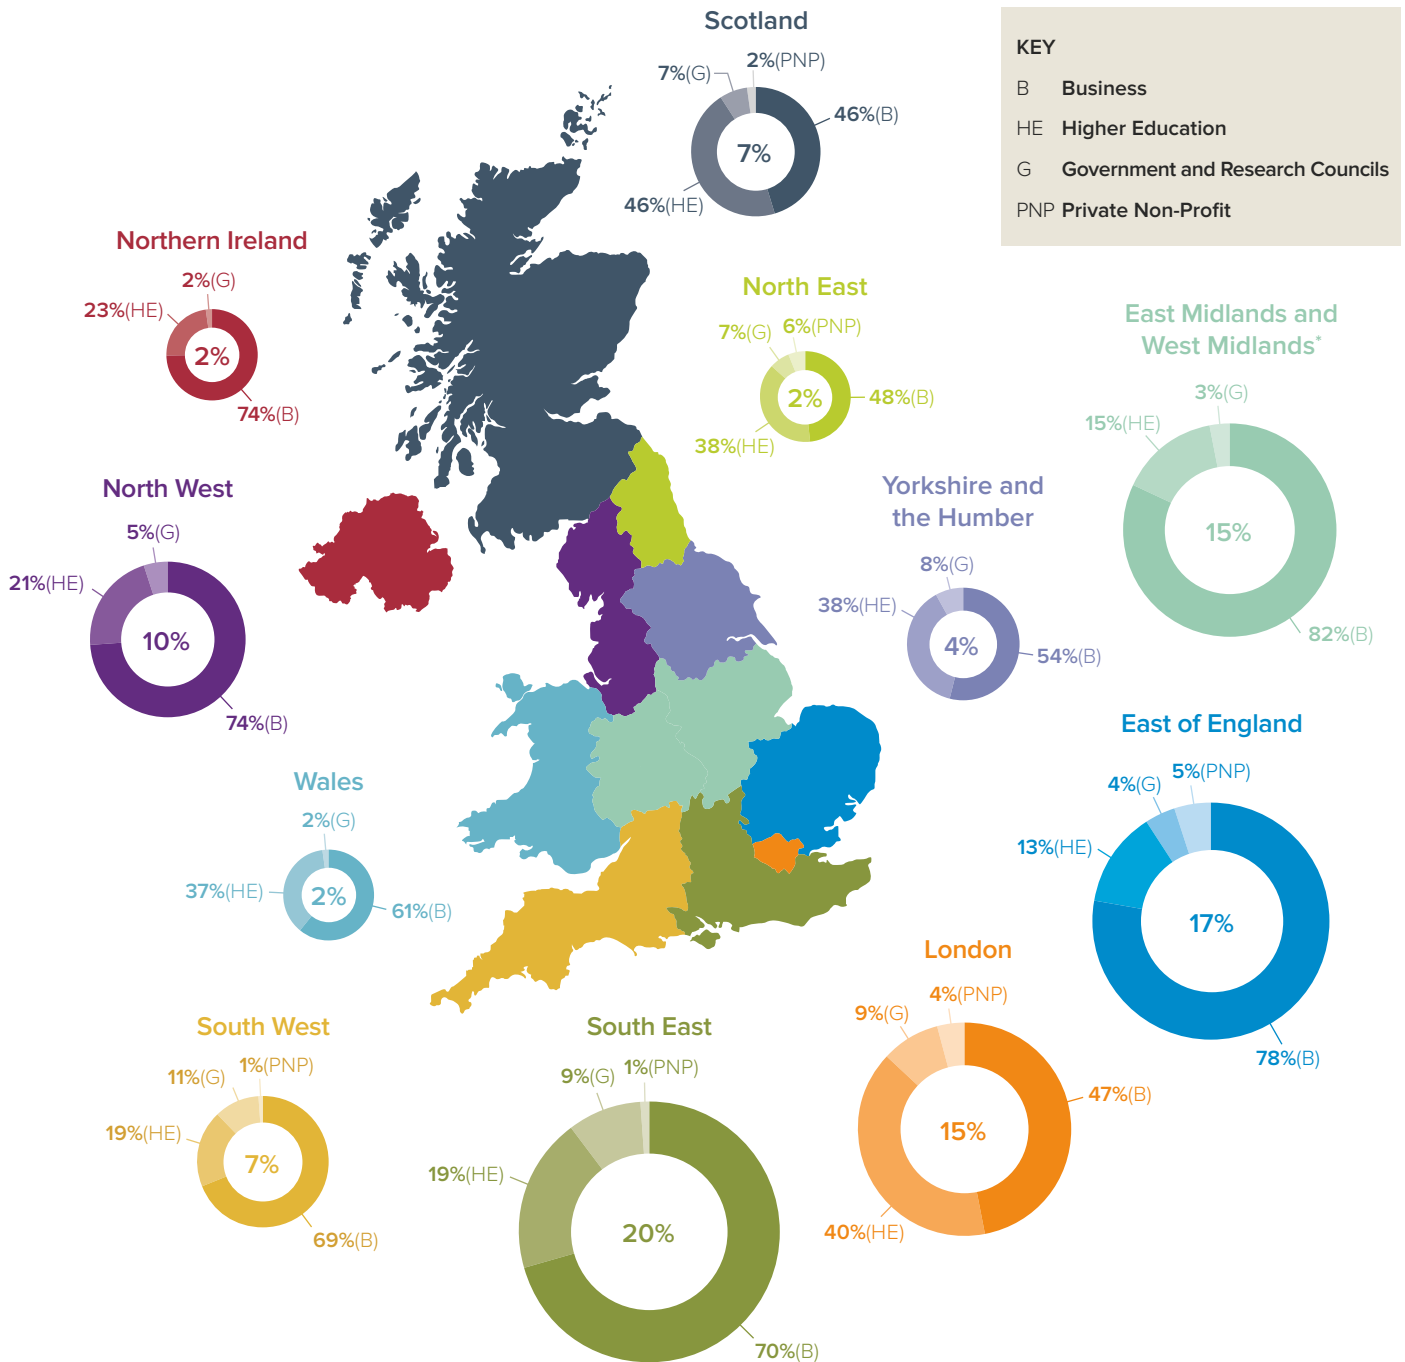 Scotland
7%(G)
2%(PNP)
46%(B)
7%
46%(HE)
KEY
B Business
HE Higher Education
G Government and Research Councils
PNP Private Non-Profit
Northern Ireland
2%(G)
23%(HE)
2%
74%(B)
North East
7%(G)
6%(PNP)
2%
48%(B)
38%(HE)
East Midlands and
West Midlands*
3%(G)
15%(HE)
15%
82%(B)
North West
5%(G)
21%(HE)
10%
74%(B)
Yorkshire and
the Humber
8%(G)
38%(HE)
4%
54%(B)
East of England
4%(G)
5%(PNP)
13%(HE)
17%
78%(B)
Wales
2%(G)
37%(HE)
2%
61%(B)
London
9%(G)
4%(PNP)
47%(B)
15%
40%(HE)
South West
11%(G)
1%(PNP)
19%(HE)
7%
69%(B)
South East
9%(G)
1%(PNP)
19%(HE)
20%
70%(B)